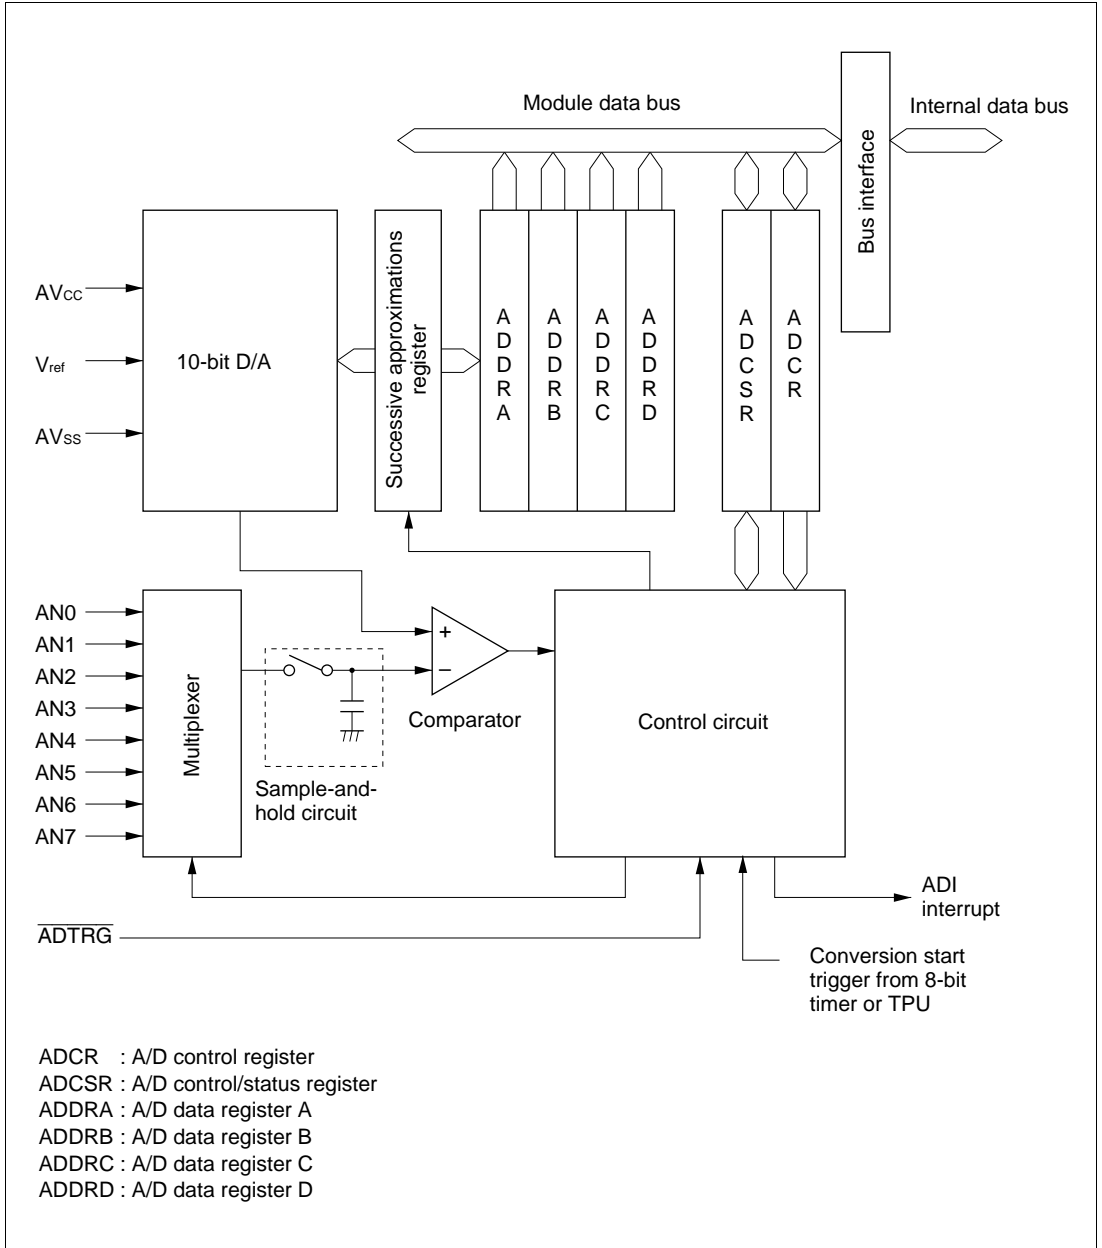 Module data bus
Internal data bus
Bus interface
AVCC
Vref
AVSS
10-bit D/A
Successive approximations
register
ADDRA
ADDRB
ADDRC
ADDRD
ADCSR
ADCR
AN0
AN1
AN2
AN3
AN4
AN5
AN6
AN7
Multiplexer
+
−
Comparator
Sample-and-
hold circuit
Control circuit
ADI
interrupt
ADTRG
Conversion start
trigger from 8-bit
timer or TPU
ADCR : A/D control register
ADCSR : A/D control/status register
ADDRA : A/D data register A
ADDRB : A/D data register B
ADDRC : A/D data register C
ADDRD : A/D data register D